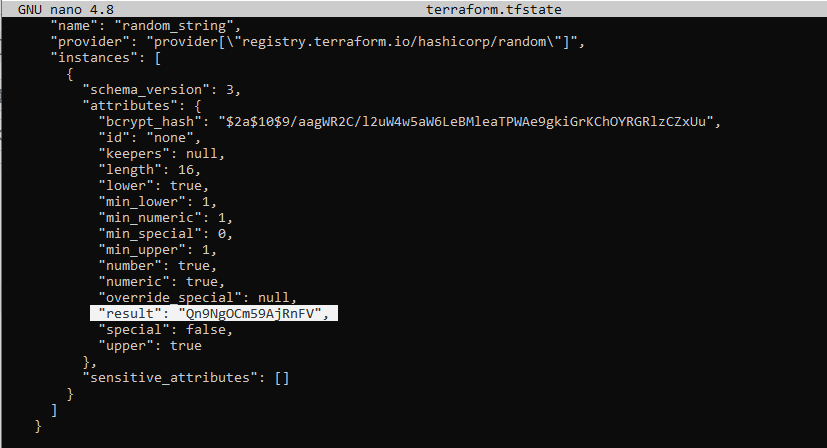 GNU nano 4.8 terraform.tfstate
"name": "random_string",
"provider": "provider[\"registry.terraform.io/hashicorp/random\"]",
"instances": [
{
"schema_version": 3,
"attributes": {
"bcrypt_hash": "$2a$10$9/aagWR2C/l2uW4w5aW6LeBMleaTPWAe9gkiGrKChOYRGRlzCZxUu",
"id": "none",
"keepers": null,
"length": 16,
"lower": true,
"min_lower": 1,
"min_numeric": 1,
"min_special": 0,
"min_upper": 1,
"number": true,
"numeric": true,
"override_special": null,
"result": "Qn9NgOCm59AjRnFV",
"special": false,
"upper": true
},
"sensitive_attributes": []
}
]
}